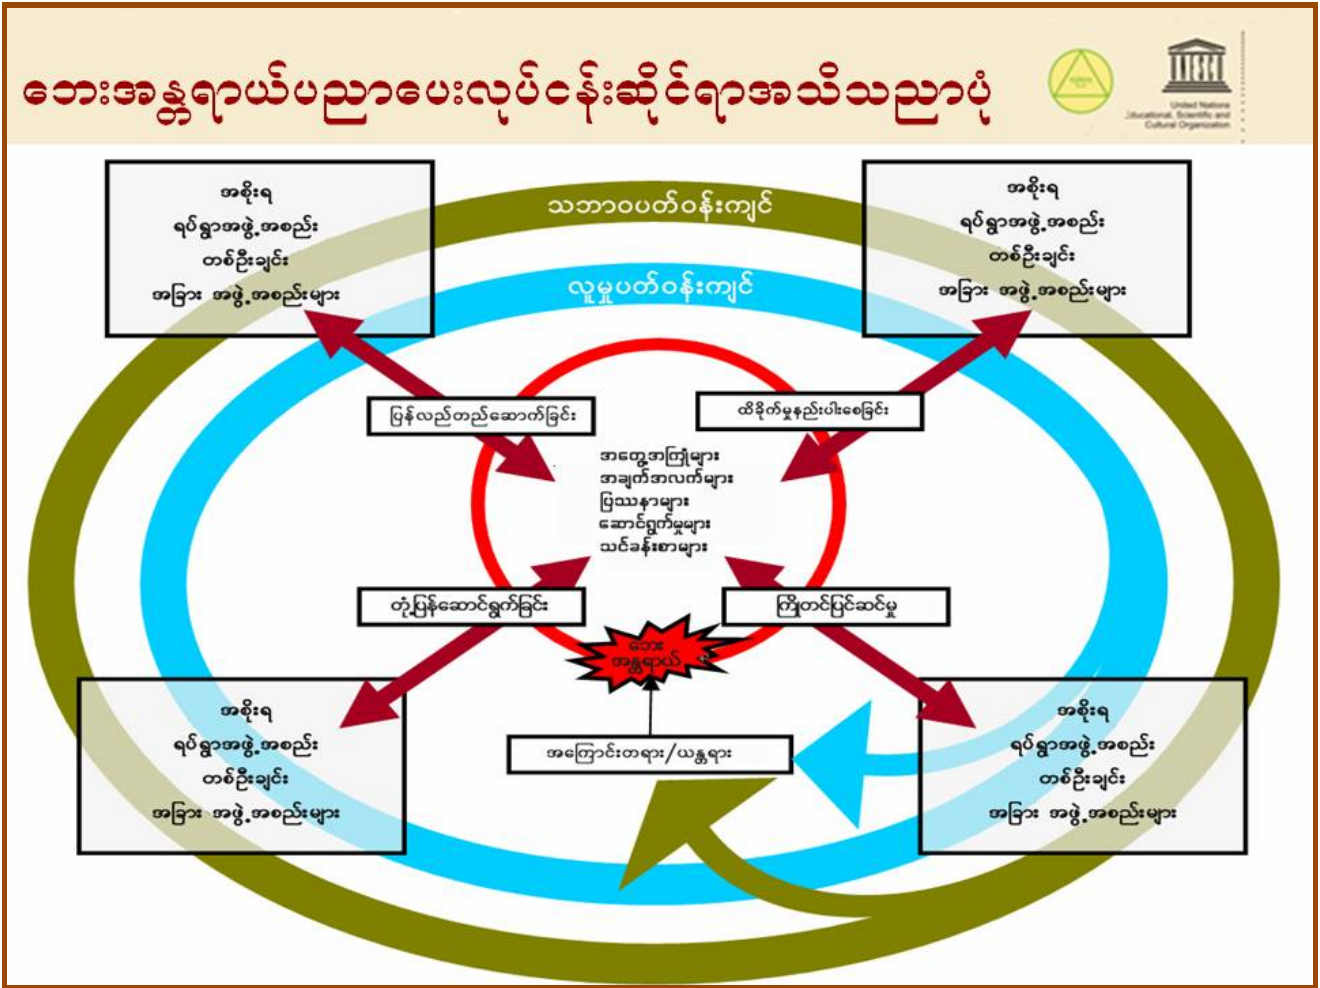 ဘေးအန္တရာယ်ပညာပေးလုပ်ငန်းဆိုင်ရာအသိသညာပုံ
United Nations
Educational, Scientific and
Cultural Organization
သဘာဝပတ်ဝန်းကျင်
လူမှုပတ်ဝန်းကျင်
အစိုးရ
ရပ်ရွာအဖွဲ့အစည်း
တစ်ဦးချင်း
အခြား အဖွဲ့အစည်းများ
အစိုးရ
ရပ်ရွာအဖွဲ့အစည်း
တစ်ဦးချင်း
အခြား အဖွဲ့အစည်းများ
ပြန်လည်တည်ဆောက်ခြင်း
ထိခိုက်မှုနည်းပါးစေခြင်း
အတွေ့အကြုံများ
အချက်အလက်များ
ပြဿနာများ
ဆောင်ရွက်မှုများ
သင်ခန်းစာများ
တုံ့ပြန်ဆောင်ရွက်ခြင်း
ကြိုတင်ပြင်ဆင်မှု
ဘေး
အန္တရာယ်
အကြောင်းတရား/ယန္တရား
အစိုးရ
ရပ်ရွာအဖွဲ့အစည်း
တစ်ဦးချင်း
အခြား အဖွဲ့အစည်းများ
အစိုးရ
ရပ်ရွာအဖွဲ့အစည်း
တစ်ဦးချင်း
အခြား အဖွဲ့အစည်းများ